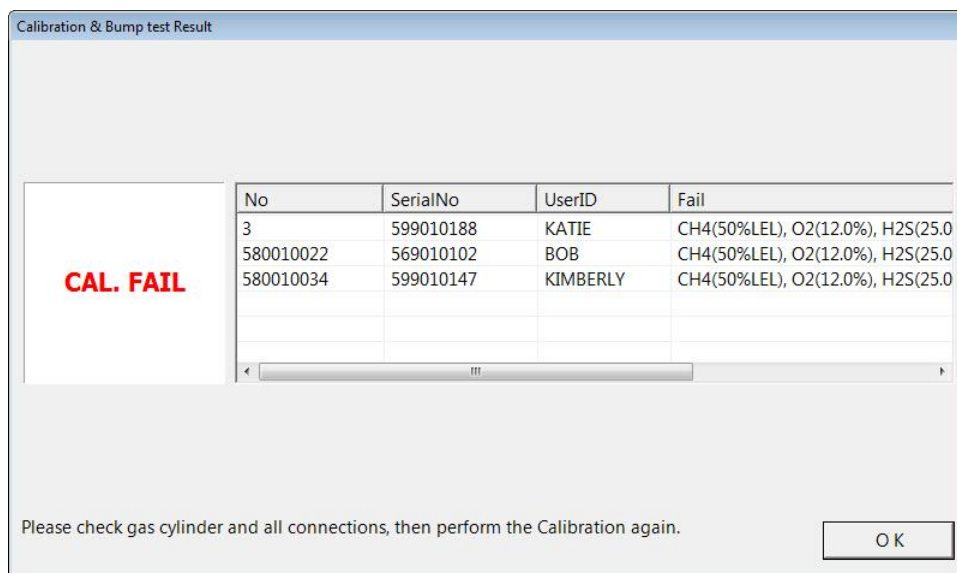 Calibration & Bump test Result
No SerialNo UserID Fail
3 599010188 KATIE CH4(50%LEL), O2(12.0%), H2S(25.0
CAL. FAIL
580010022 569010102 BOB CH4(50%LEL), O2(12.0%), H2S(25.0
580010034 599010147 KIMBERLY CH4(50%LEL), O2(12.0%), H2S(25.0
Please check gas cylinder and all connections, then perform the Calibration again.
O K